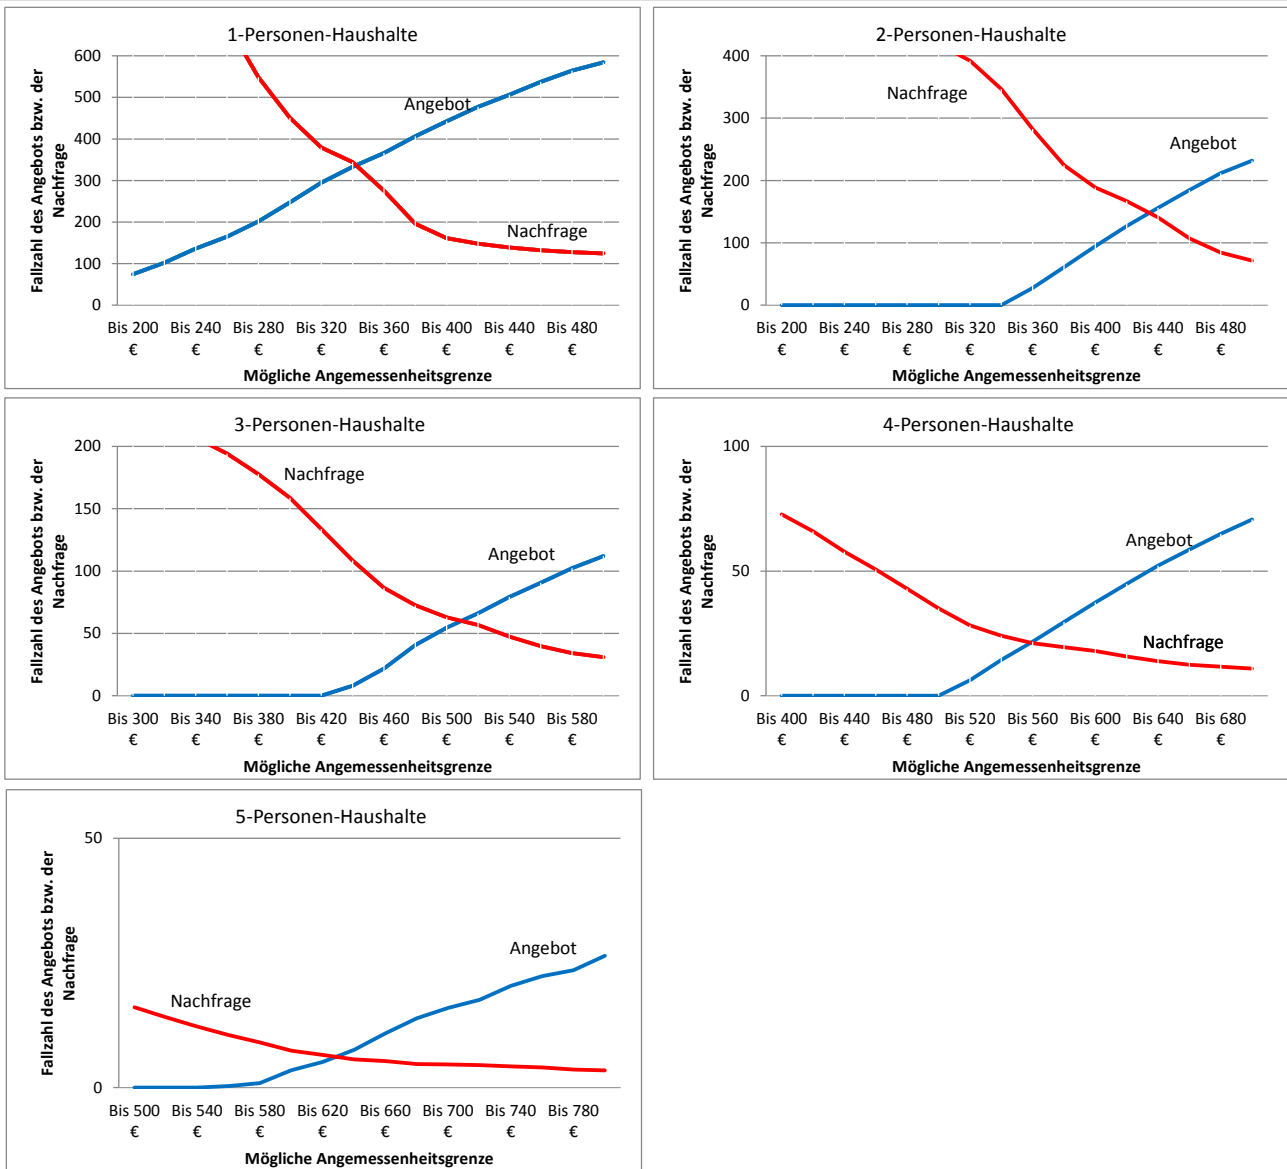 1-Personen-Haushalte
Fallzahl des Angebots bzw. der
Nachfrage
600
500
400
300
200
100
0
Angebot
Nachfrage
Bis 200 Bis 240 Bis 280 Bis 320 Bis 360 Bis 400 Bis 440 Bis 480
€ € € € € € € €
Mögliche Angemessenheitsgrenze
2-Personen-Haushalte
Fallzahl des Angebots bzw. der
Nachfrage
400
300
200
100
0
Nachfrage
Angebot
Bis 200 Bis 240 Bis 280 Bis 320 Bis 360 Bis 400 Bis 440 Bis 480
€ € € € € € € €
Mögliche Angemessenheitsgrenze
3-Personen-Haushalte
Fallzahl des Angebots bzw. der
Nachfrage
200
150
100
50
0
Nachfrage
Angebot
Bis 300 Bis 340 Bis 380 Bis 420 Bis 460 Bis 500 Bis 540 Bis 580
€ € € € € € € €
Mögliche Angemessenheitsgrenze
4-Personen-Haushalte
Fallzahl des Angebots bzw. der
Nachfrage
100
50
0
Angebot
Nachfrage
Bis 400 Bis 440 Bis 480 Bis 520 Bis 560 Bis 600 Bis 640 Bis 680
€ € € € € € € €
Mögliche Angemessenheitsgrenze
5-Personen-Haushalte
Fallzahl des Angebots bzw. der
Nachfrage
50
0
Angebot
Nachfrage
Bis 500 Bis 540 Bis 580 Bis 620 Bis 660 Bis 700 Bis 740 Bis 780
€ € € € € € € €
Mögliche Angemessenheitsgrenze